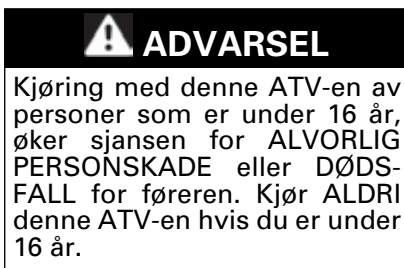 ADVARSEL
Kjøring med denne ATV-en av
personer som er under 16 år,
øker sjansen for ALVORLIG
PERSONSKADE eller DØDS-
FALL for føreren. Kjør ALDRI
denne ATV-en hvis du er under
16 år.